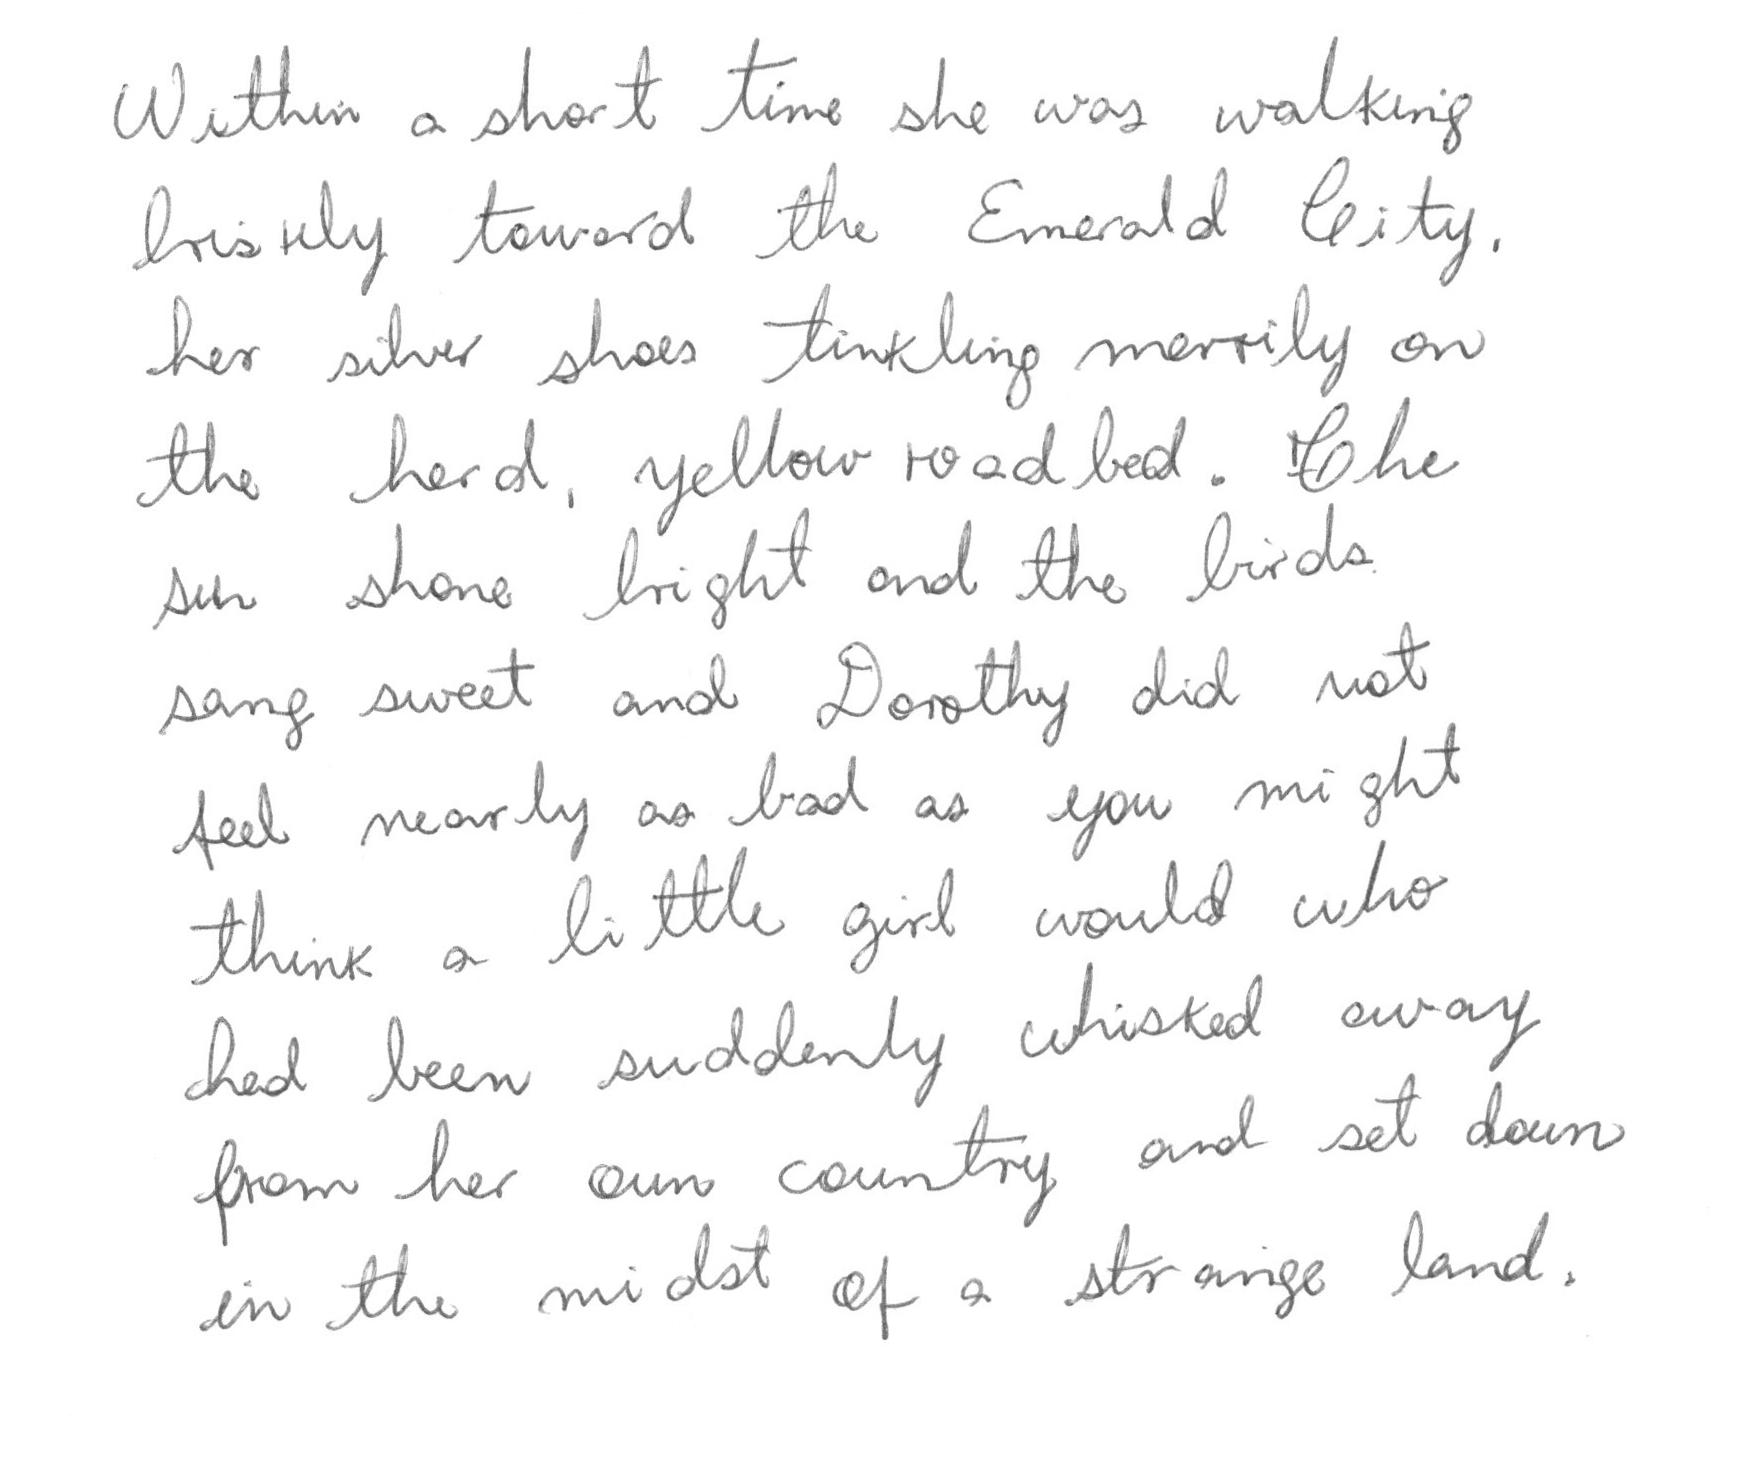 Within a short time she was walking
briskly toward the Emerald City,
her silver shoes tinkling merrily on
the hard, yellow roadbed. The
sun shone bright and the birds
sang sweet and Dorothy did not
feel nearly as bad as you might
think a little girl would who
had been suddenly whisked away
from her own country and set down
in the midst of a strange land.